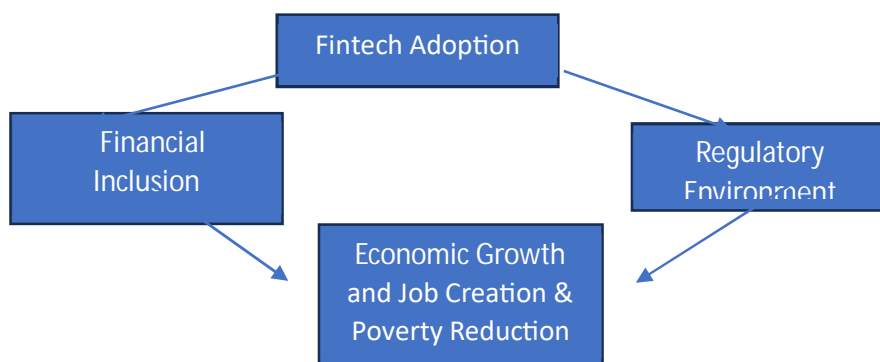 Fintech Adoption
Financial
Inclusion
Regulatory
Environment
Economic Growth
and Job Creation &
Poverty Reduction